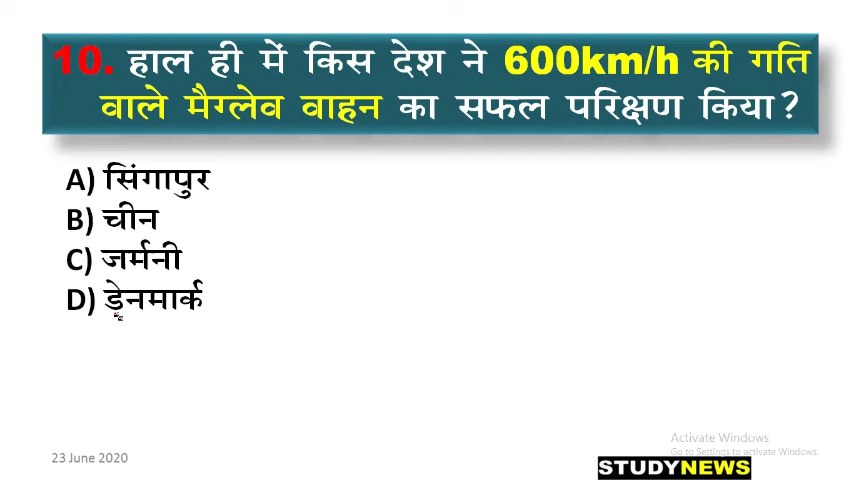 10. हाल ही में किस देश ने 600km/h की गति
वाले मैग्लेव वाहन का सफल परिक्षण किया?
A) सिंगापुर
B) चीन
C) जर्मनी
D) ड़ेनमार्क
Activate Windows
Go to Settings to activate Windows.
23 June 2020
STUDYNEWS